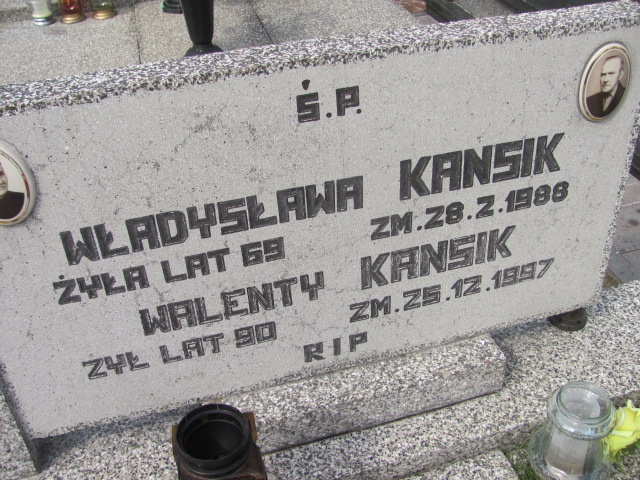 Ś.P.
WŁADYSŁAWA KANSIK
ŻYŁA LAT 69 ZM. 28.2.1988
WALENTY KANSIK
ŻYŁ LAT 90 ZM. 25.12.1997
RIP